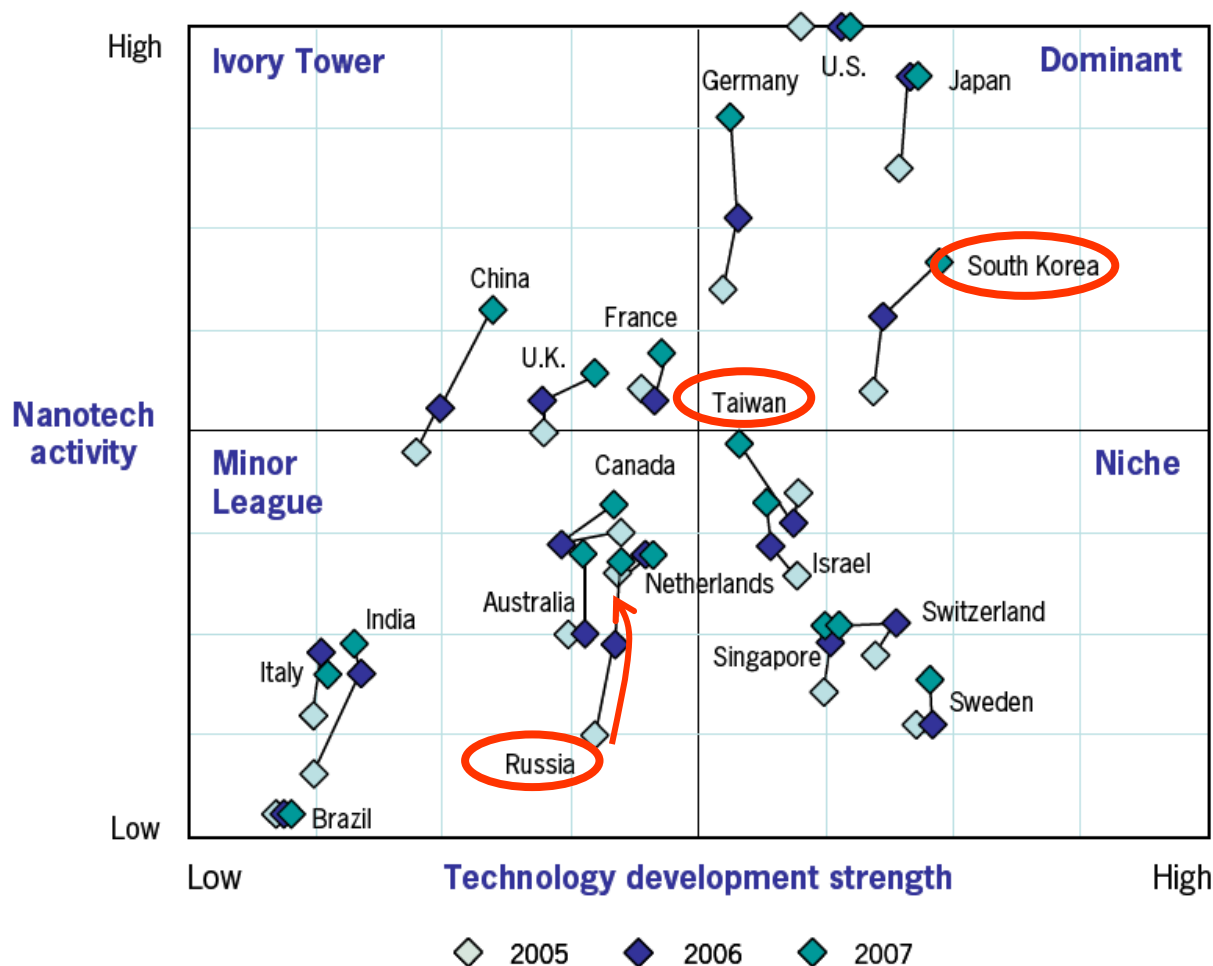 High
Ivory Tower
Germany
U.S.
Dominant
Japan
South Korea
China
France
U.K.
Taiwan
Nanotech
activity
Minor
League
Canada
Niche
Israel
Netherlands
Australia
Switzerland
India
Singapore
Italy
Sweden
Russia
Brazil
Low
Low
Technology development strength
High
2005
2006
2007